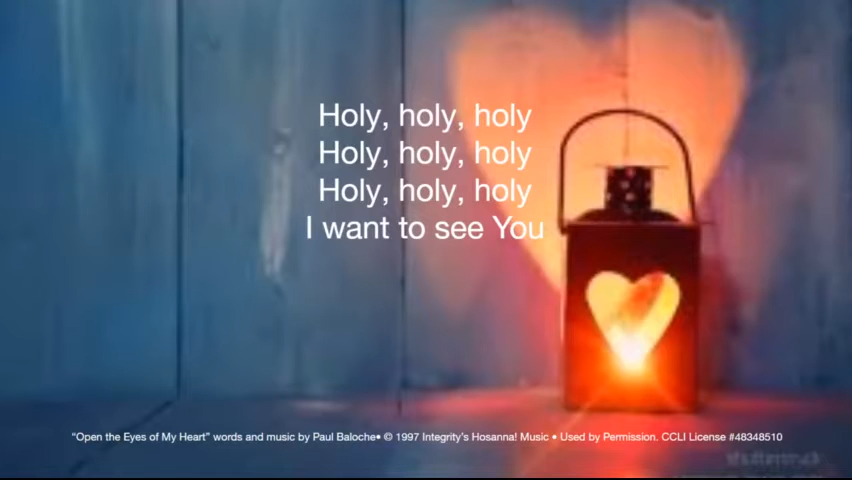 Holy, holy, holy
Holy, holy, holy
Holy, holy, holy
I want to see You
“Open the Eyes of My Heart” words and music by Paul Baloche• © 1997 Integrity’s Hosanna! Music • Used by Permission. CCLI License #48348510